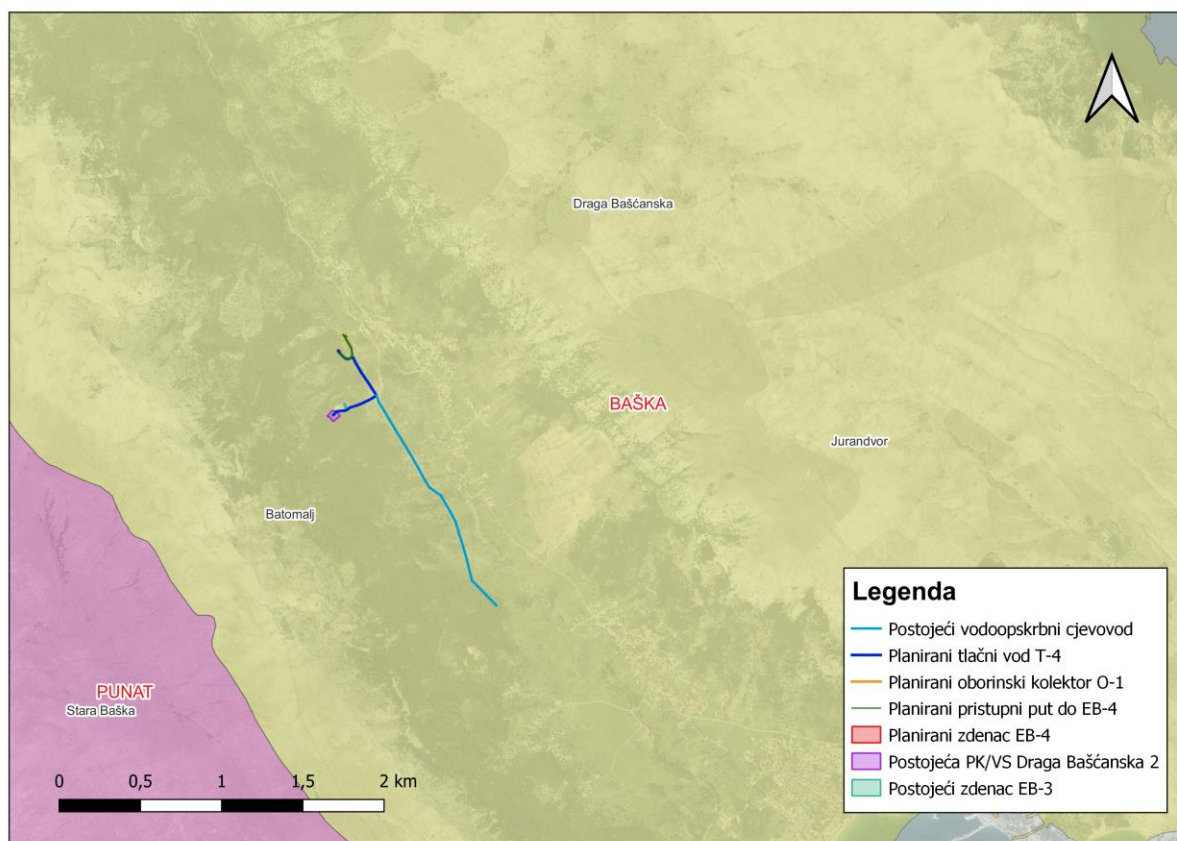 Draga Bašćanska
BAŠKA
Jurandvor
Batomalj
PUNAT
Stara Baška
0 0,5 1 1,5 2 km
Legenda
Postojeći vodoopskrbni cjevovod
Planirani tlačni vod T-4
Planirani oborinski kolektor O-1
Planirani pristupni put do EB-4
Planirani zdenac EB-4
Postojeća PK/VS Draga Bašćanska 2
Postojeći zdenac EB-3